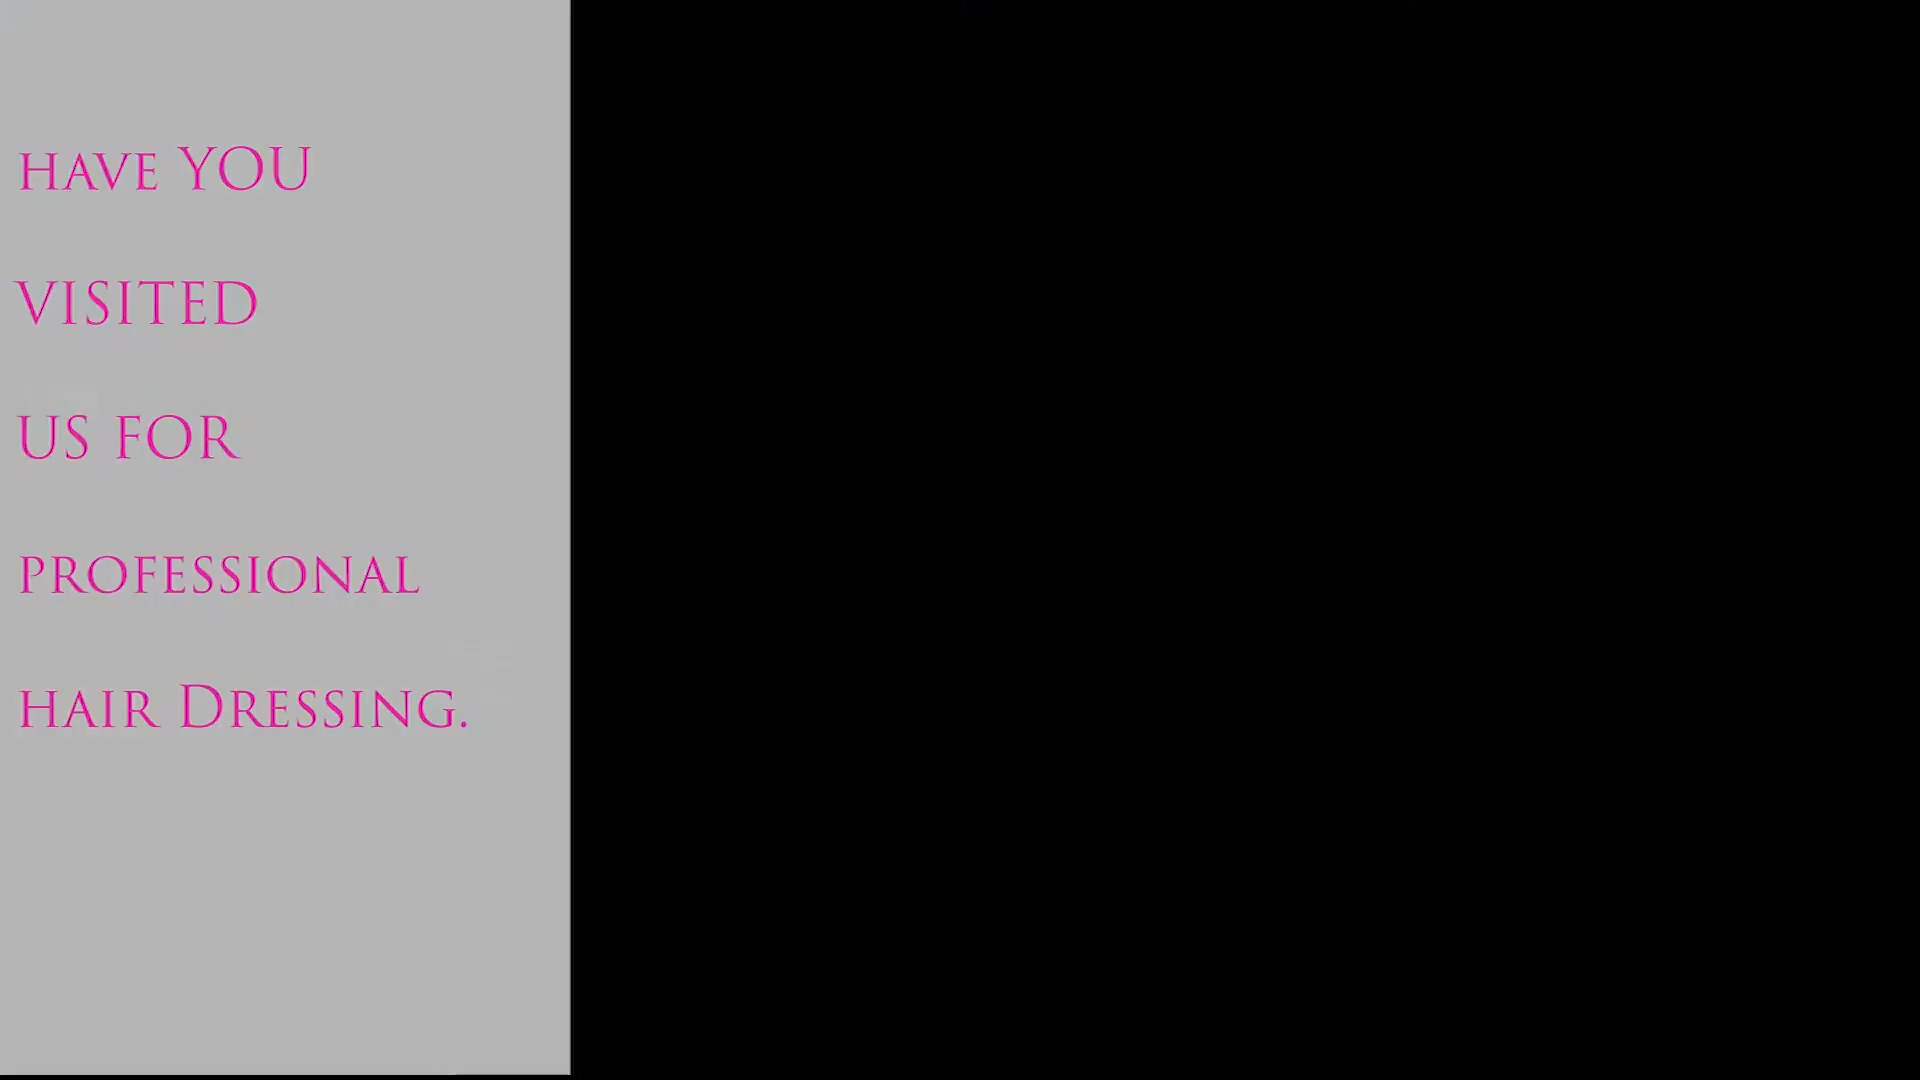 HAVE YOU
VISITED
US FOR
PROFESSIONAL
HAIR DRESSING.